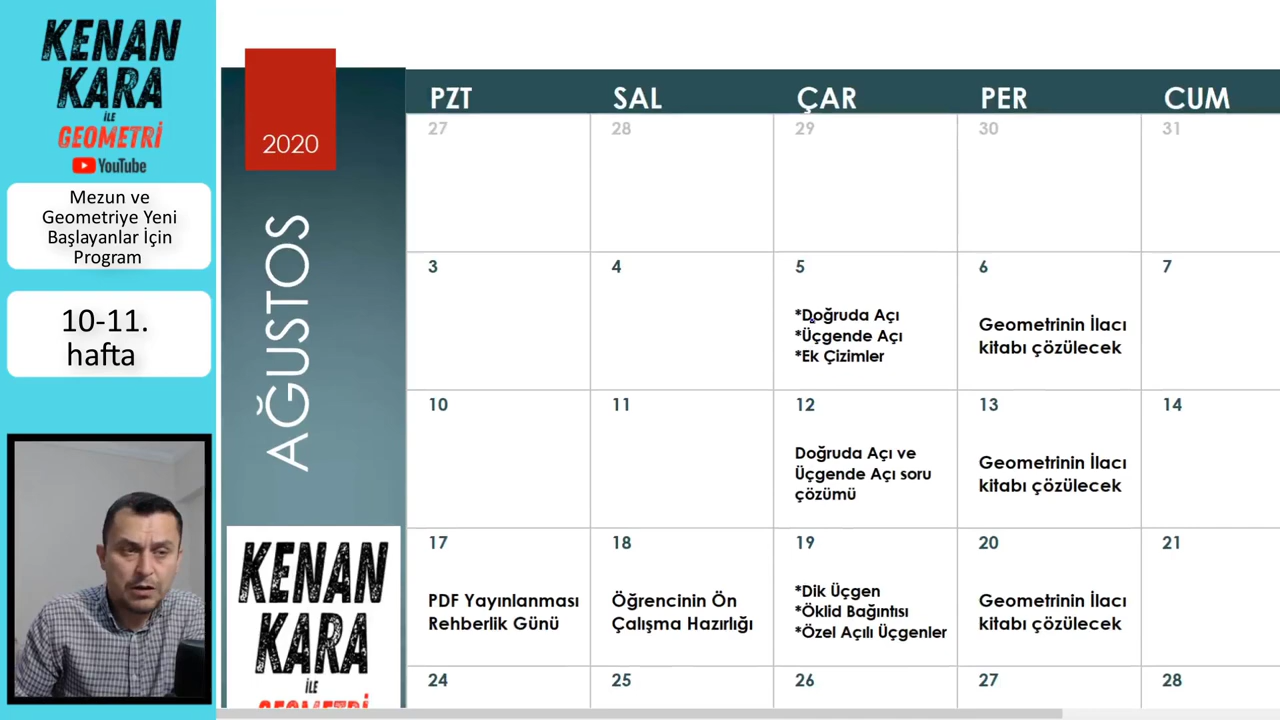 KENAN
KARA
İLE
GEOMETRİ
YouTube
Mezun ve
Geometriye Yeni
Başlayanlar İçin
Program
10-11.
hafta
2020
AĞUSTOS
KENAN
KARA
İLE
GEOMETRİ
PZT SAL ÇAR PER CUM
27 28 29 30 31
3 4 5 6 7
*Doğruda Açı
*Üçgende Açı
*Ek Çizimler
Geometrinin İlacı
kitabı çözülecek
10 11 12 13 14
Doğruda Açı ve
Üçgende Açı soru
çözümü
Geometrinin İlacı
kitabı çözülecek
17 18 19 20 21
PDF Yayınlanması
Rehberlik Günü
Öğrencinin Ön
Çalışma Hazırlığı
*Dik Üçgen
*Öklid Bağıntısı
*Özel Açılı Üçgenler
Geometrinin İlacı
kitabı çözülecek
24 25 26 27 28